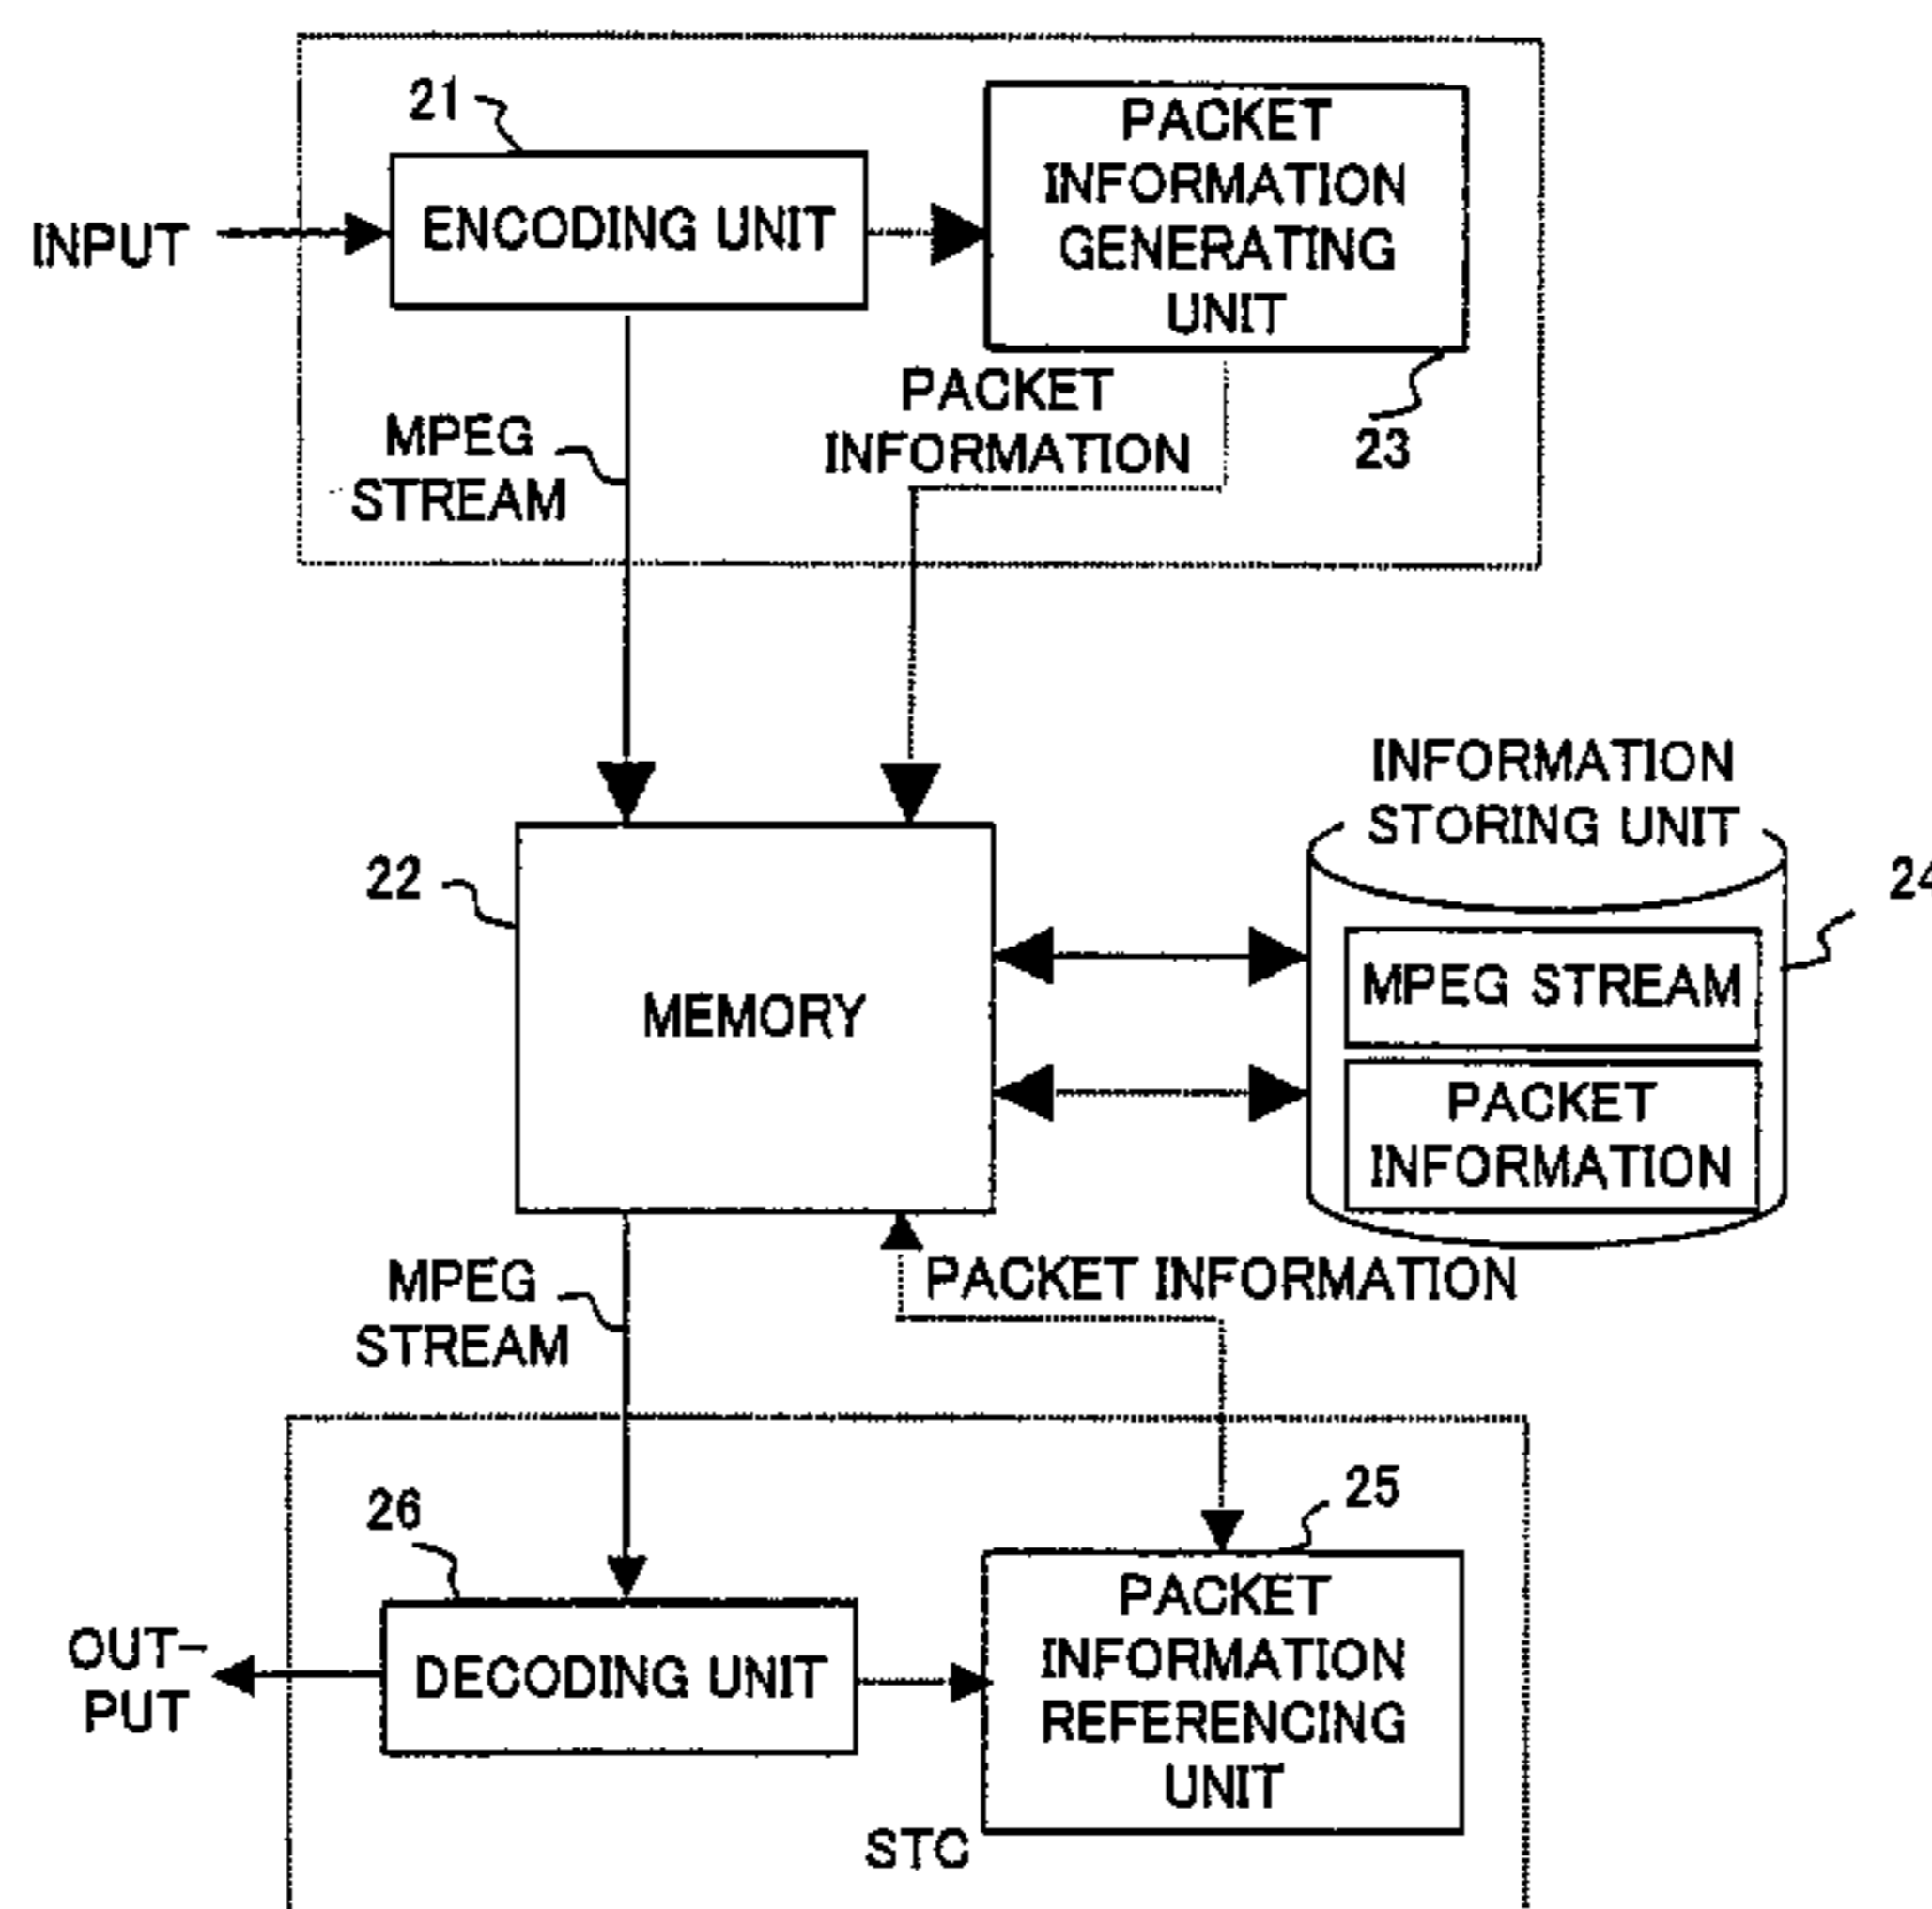 21
INPUT
ENCODING UNIT
PACKET
INFORMATION
GENERATING
UNIT
23
MPEG
STREAM
PACKET
INFORMATION
22
MEMORY
INFORMATION
STORING UNIT
24
MPEG STREAM
PACKET
INFORMATION
MPEG
STREAM
PACKET INFORMATION
26
25
OUT-
PUT
DECODING UNIT
PACKET
INFORMATION
REFERENCING
UNIT
STC